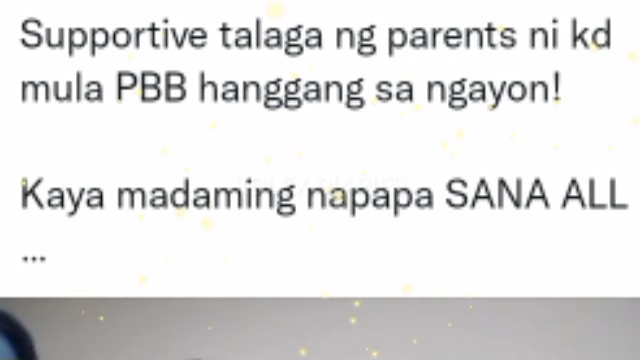 Supportive talaga ng parents ni kd
mula PBB hanggang sa ngayon!
Kaya madaming napapa SANA ALL
...